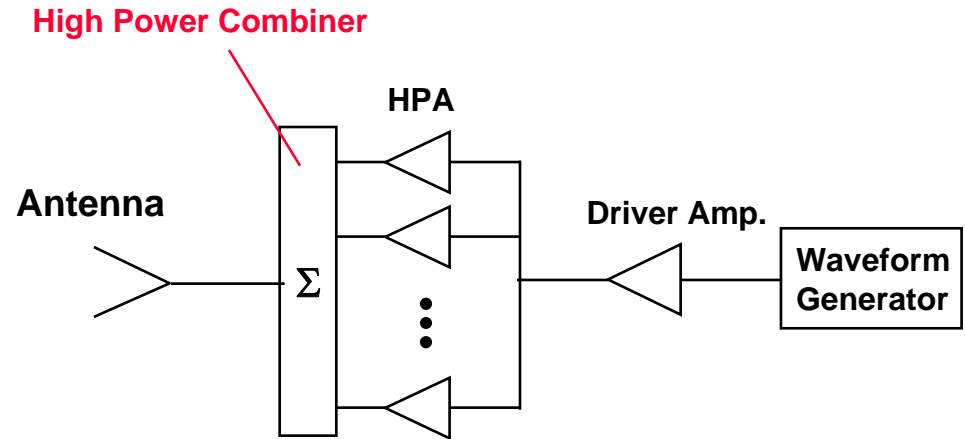 High Power Combiner
HPA
Antenna
Driver Amp.
Σ
Waveform
Generator